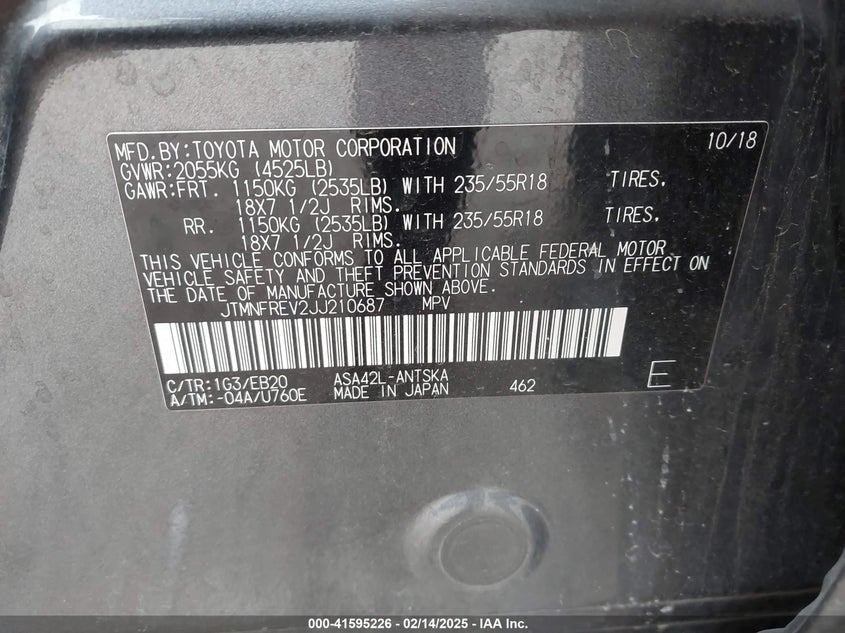 MFD.BY:TOYOTA MOTOR CORPORATION 10/18
GVWR:2055KG (4525LB)
GAWR:FRT. 1150KG (2535LB) WITH 235/55R18 TIRES.
18X7 1/2J RIMS.
RR. 1150KG (2535LB) WITH 235/55R18 TIRES.
18X7 1/2J RIMS.
THIS VEHICLE CONFORMS TO ALL APPLICABLE FEDERAL MOTOR
VEHICLE SAFETY AND THEFT PREVENTION STANDARDS IN EFFECT ON
THE DATE OF MANUFACTURE SHOWN ABOVE.
JTMNFREV2JJ210687 MPV
C/TR:1G3/EB20 ASA42L-ANTSKA E
A/TM:-04A/U760E MADE IN JAPAN 462
000-41595226 - 02/14/2025 - IAA Inc.